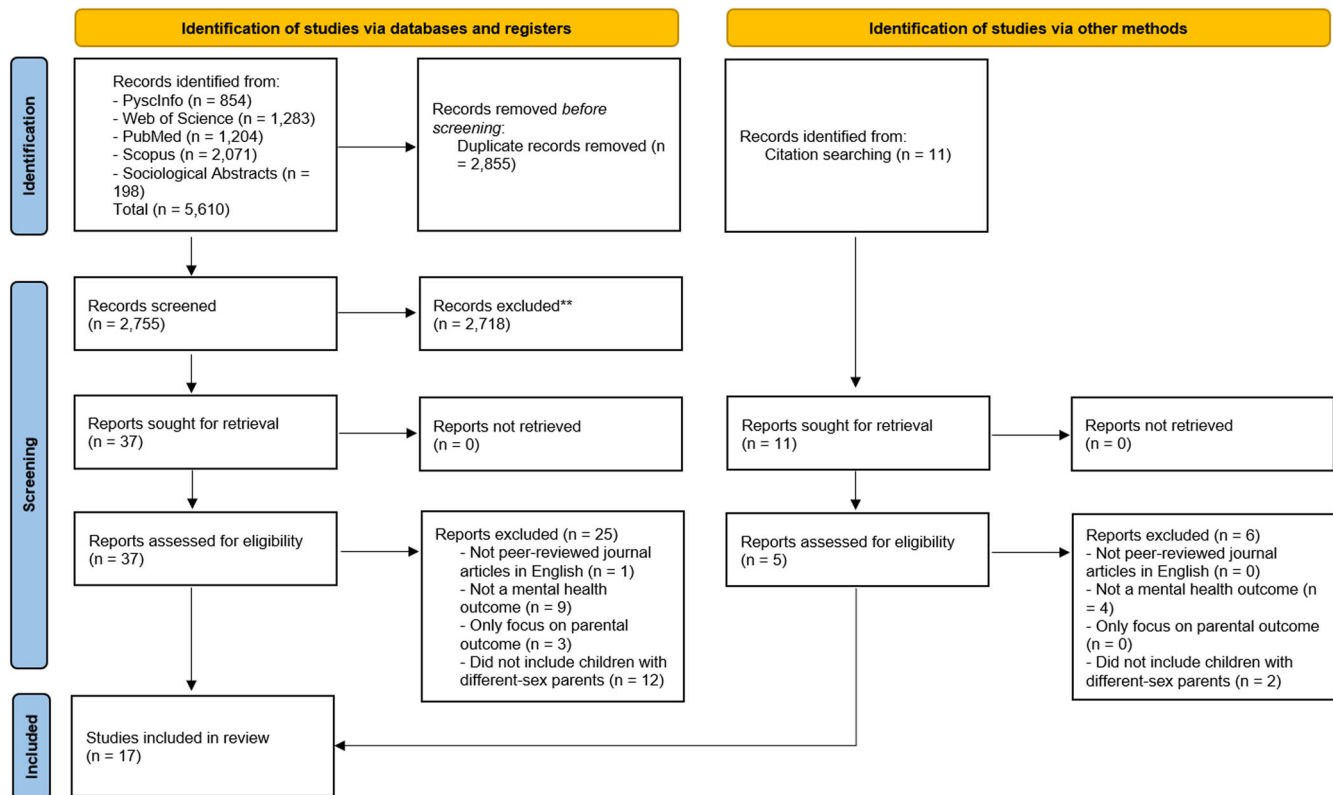 Identification of studies via databases and registers
Identification of studies via other methods
Identification
Records identified from:
- PyscInfo (n = 854)
- Web of Science (n = 1,283)
- PubMed (n = 1,204)
- Scopus (n = 2,071)
- Sociological Abstracts (n =
198)
Total (n = 5,610)
Records removed before
screening:
Duplicate records removed (n
= 2,855)
Records identified from:
Citation searching (n = 11)
Screening
Records screened
(n = 2,755)
Records excluded**
(n = 2,718)
Reports sought for retrieval
(n = 37)
Reports not retrieved
(n = 0)
Reports sought for retrieval
(n = 11)
Reports not retrieved
(n = 0)
Reports assessed for eligibility
(n = 37)
Reports excluded (n = 25)
- Not peer-reviewed journal
articles in English (n = 1)
- Not a mental health
outcome (n = 9)
- Only focus on parental
outcome (n = 3)
- Did not include children with
different-sex parents (n = 12)
Reports assessed for eligibility
(n = 5)
Reports excluded (n = 6)
- Not peer-reviewed journal
articles in English (n = 0)
- Not a mental health outcome (n
= 4)
- Only focus on parental outcome
(n = 0)
- Did not include children with
different-sex parents (n = 2)
Included
Studies included in review
(n = 17)